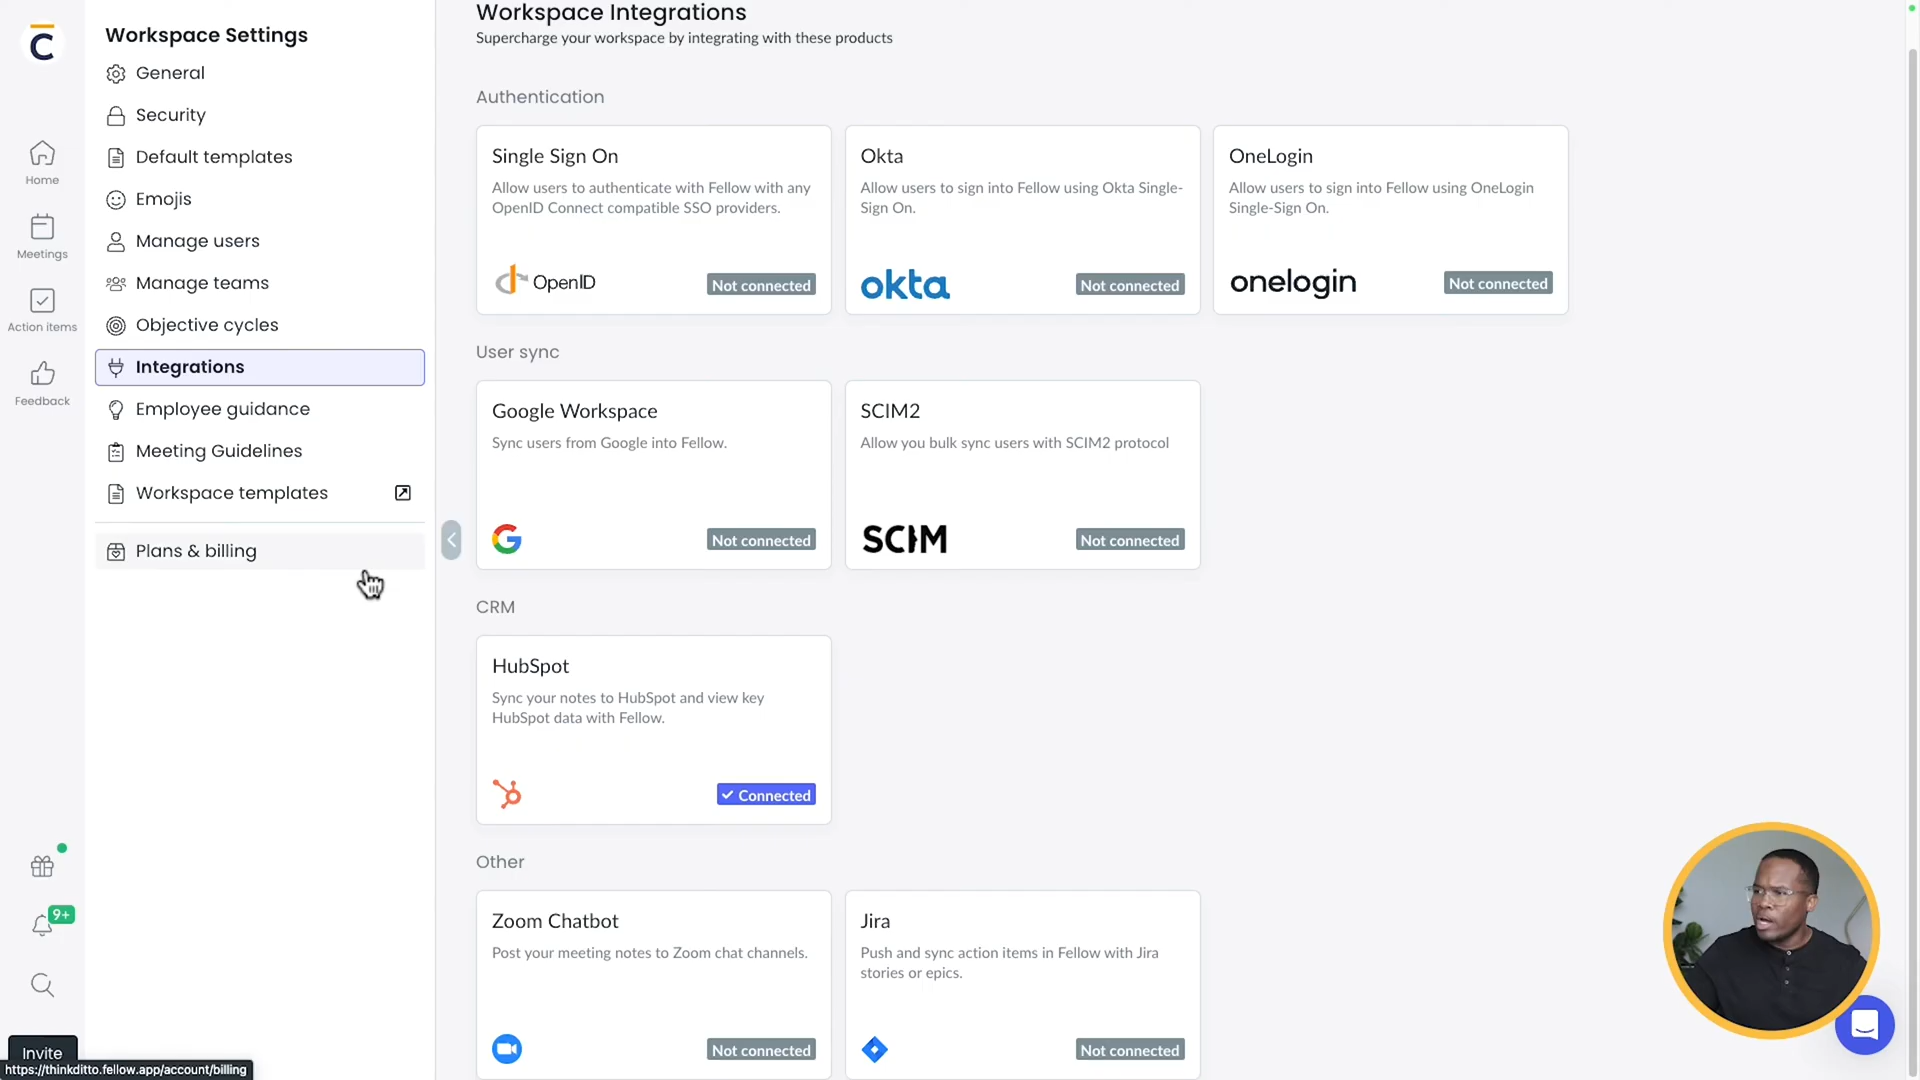 C
Home
Meetings
Action items
Feedback
9+
Invite
https://thinkditto.fellow.app/account/billing
Workspace Settings
General
Security
Default templates
Emojis
Manage users
Manage teams
Objective cycles
Integrations
Employee guidance
Meeting Guidelines
Workspace templates
Plans & billing
Workspace Integrations
Supercharge your workspace by integrating with these products
Authentication
Single Sign On
Allow users to authenticate with Fellow with any
OpenID Connect compatible SSO providers.
OpenID
Not connected
Okta
Allow users to sign into Fellow using Okta Single-
Sign On.
okta
Not connected
OneLogin
Allow users to sign into Fellow using OneLogin
Single-Sign On.
onelogin
Not connected
User sync
Google Workspace
Sync users from Google into Fellow.
G
Not connected
SCIM2
Allow you bulk sync users with SCIM2 protocol
SCIM
Not connected
CRM
HubSpot
Sync your notes to HubSpot and view key
HubSpot data with Fellow.
Connected
Other
Zoom Chatbot
Post your meeting notes to Zoom chat channels.
Not connected
Jira
Push and sync action items in Fellow with Jira
stories or epics.
Not connected